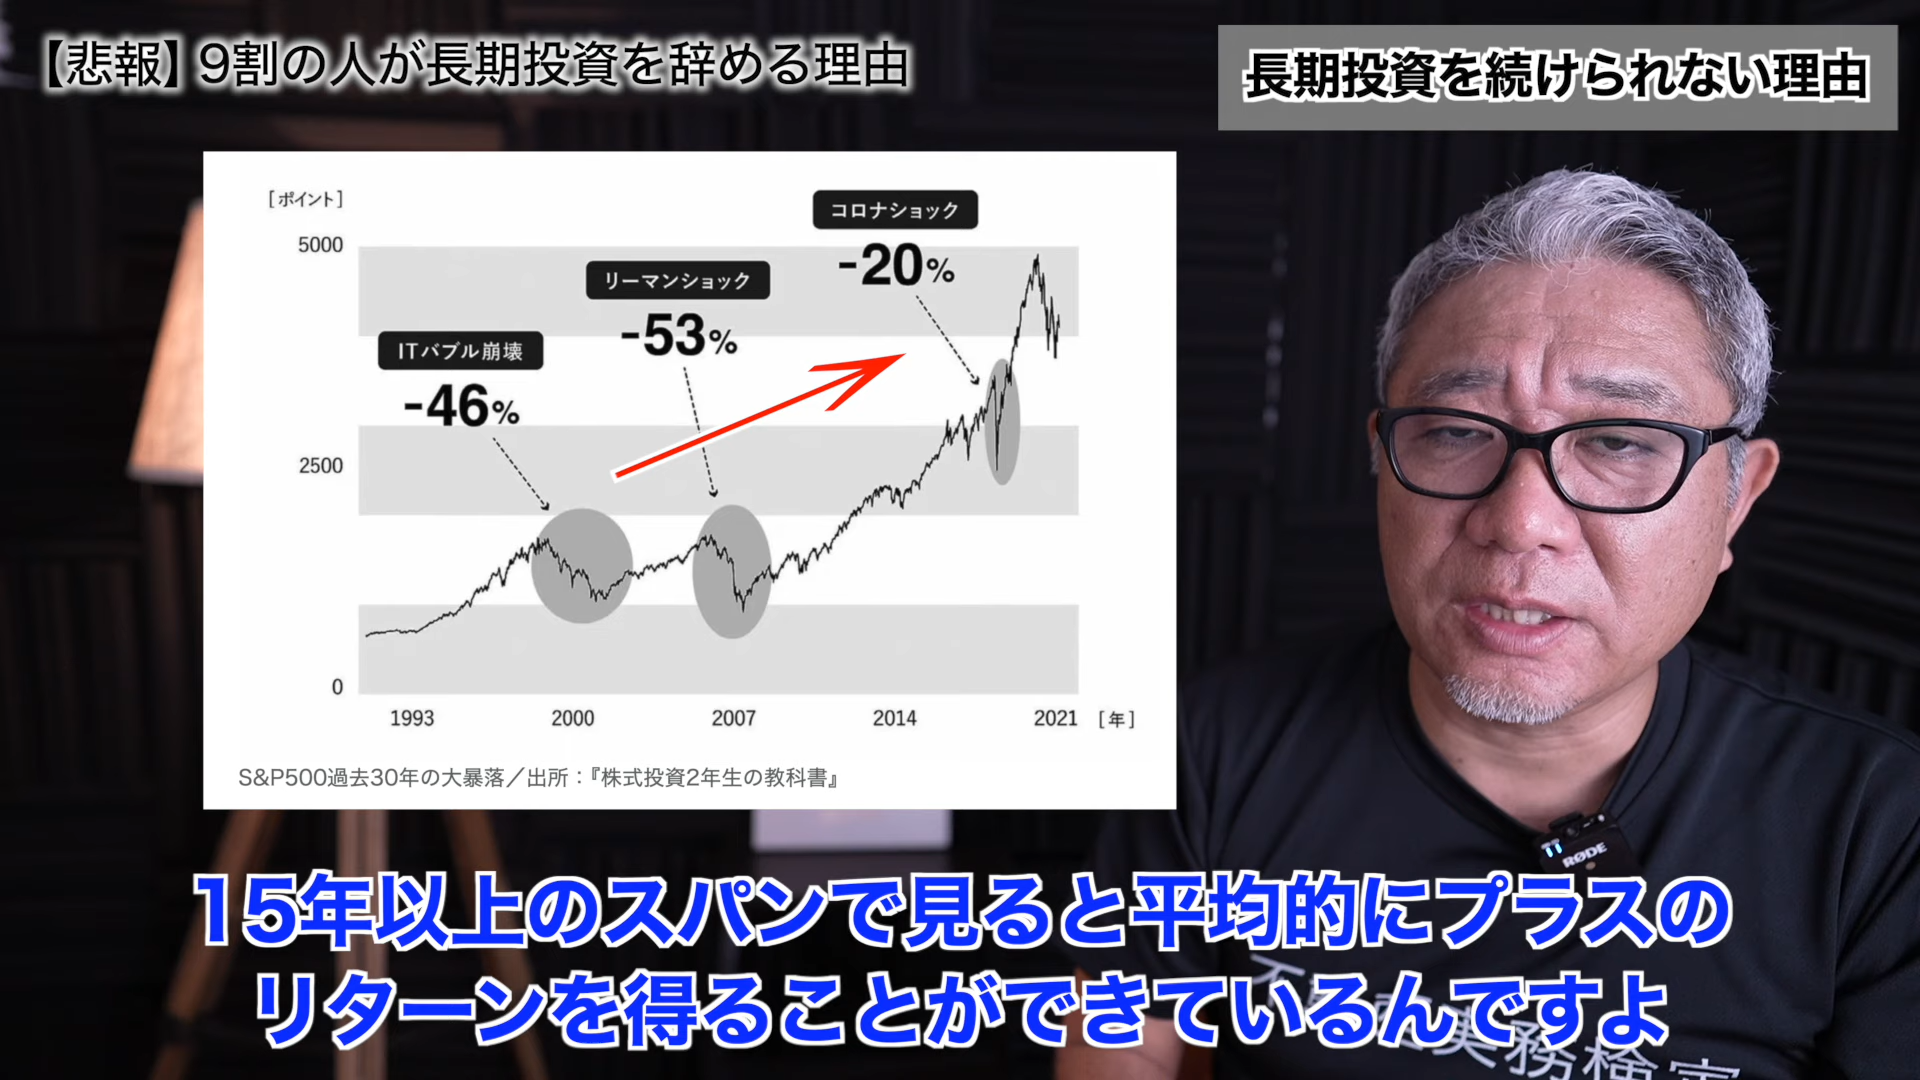 【悲報】9割の人が長期投資を辞める理由
長期投資を続けられない理由
[ポイント]
5000
2500
0
コロナショック
-20%
リーマンショック
-53%
ITバブル崩壊
-46%
1993 2000 2007 2014 2021 [年]
S&P500過去30年の大暴落／出所：『株式投資2年生の教科書』
RØDE
15年以上のスパンで見ると平均的にプラスの
リターンを得ることができているんですよ